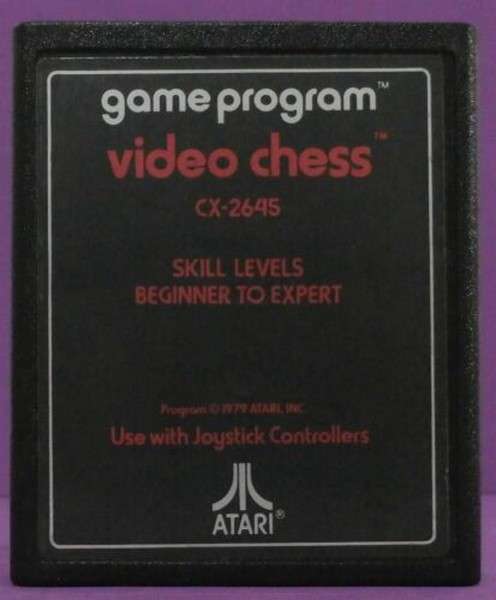 game program™
video chess™
CX-2645
SKILL LEVELS
BEGINNER TO EXPERT
Program © 1979 ATARI, INC.
Use with Joystick Controllers
ATARI®